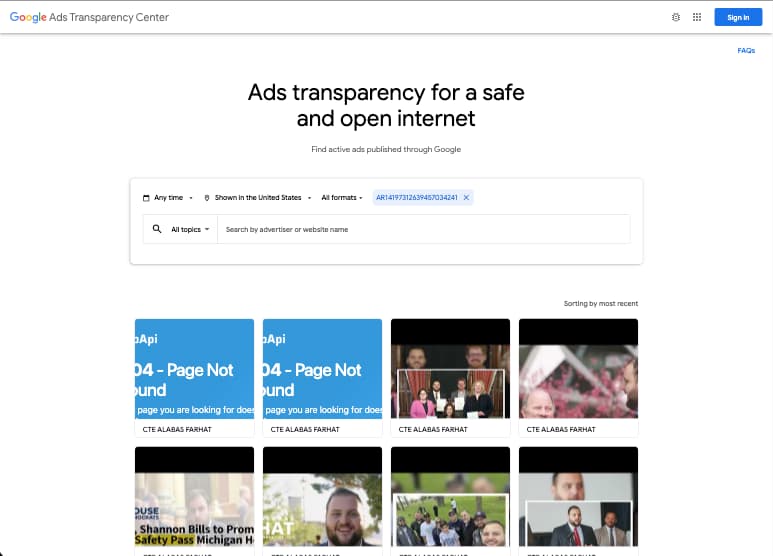 Google Ads Transparency Center
Sign in
FAQs
Ads transparency for a safe
and open internet
Find active ads published through Google
Any time
Shown in the United States
All formats
AR14197312639457034241
All topics
Search by advertiser or website name
Sorting by most recent
oApi
04 - Page Not
ound
page you are looking for does
CTE ALABAS FARHAT
oApi
04 - Page Not
ound
page you are looking for does
CTE ALABAS FARHAT
CTE ALABAS FARHAT
CTE ALABAS FARHAT
OUSE
Shannon Bills to Prom
Safety Pass Michigan H
HAT